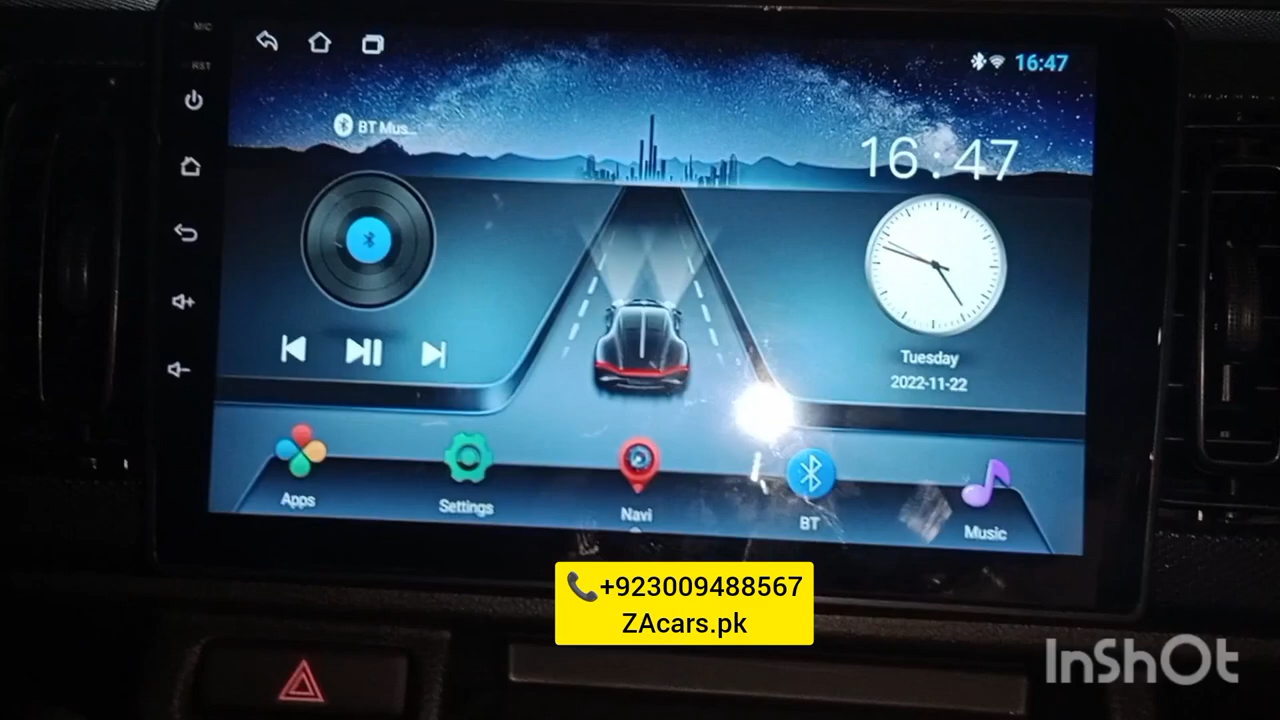 MIC
RST
16:47
BT Mus...
16:47
Tuesday
2022-11-22
Apps
Settings
Navi
BT
Music
+923009488567
ZAcars.pk
InShOt